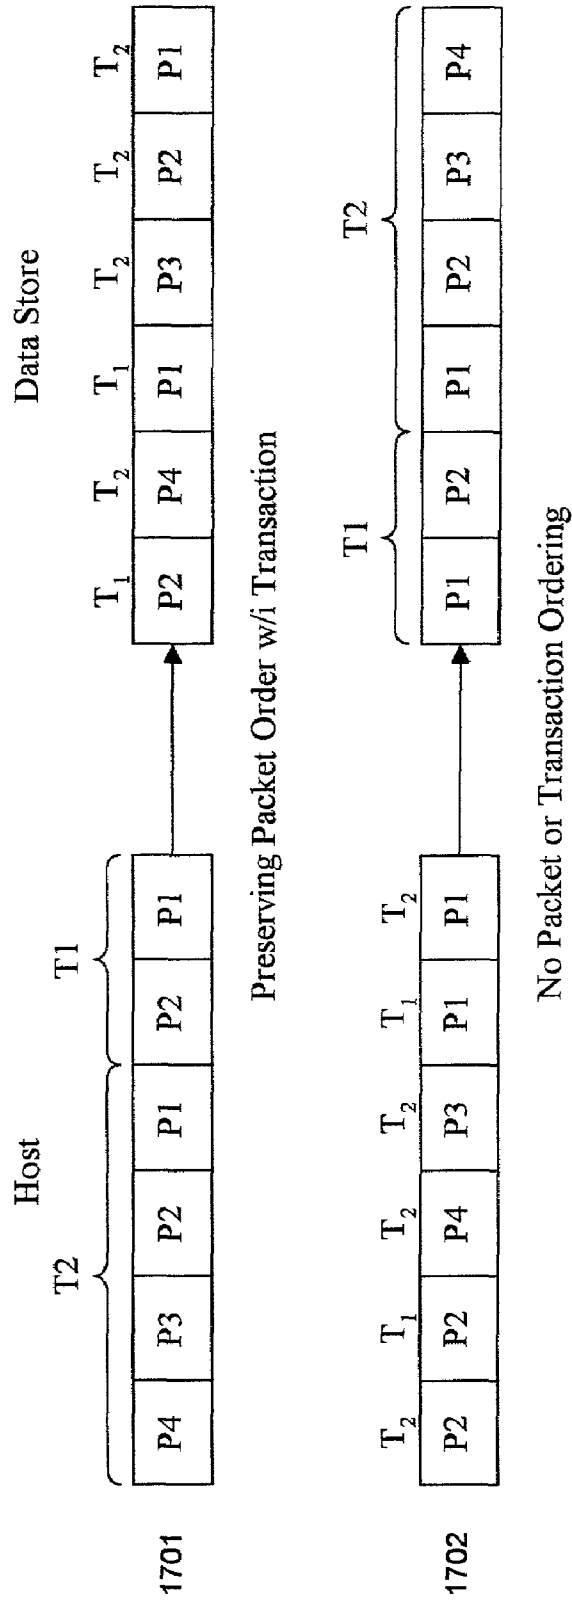 Host Data Store
T2 T1 T1 T2 T1 T2 T2 T2
1701 P4 P3 P2 P1 P2 P1 P2 P4 P1 P3 P2 P1
Preserving Packet Order w/i Transaction
T2 T1 T2 T2 T1 T2 T1 T2
1702 P2 P2 P4 P3 P1 P1 P1 P2 P1 P2 P3 P4
No Packet or Transaction Ordering